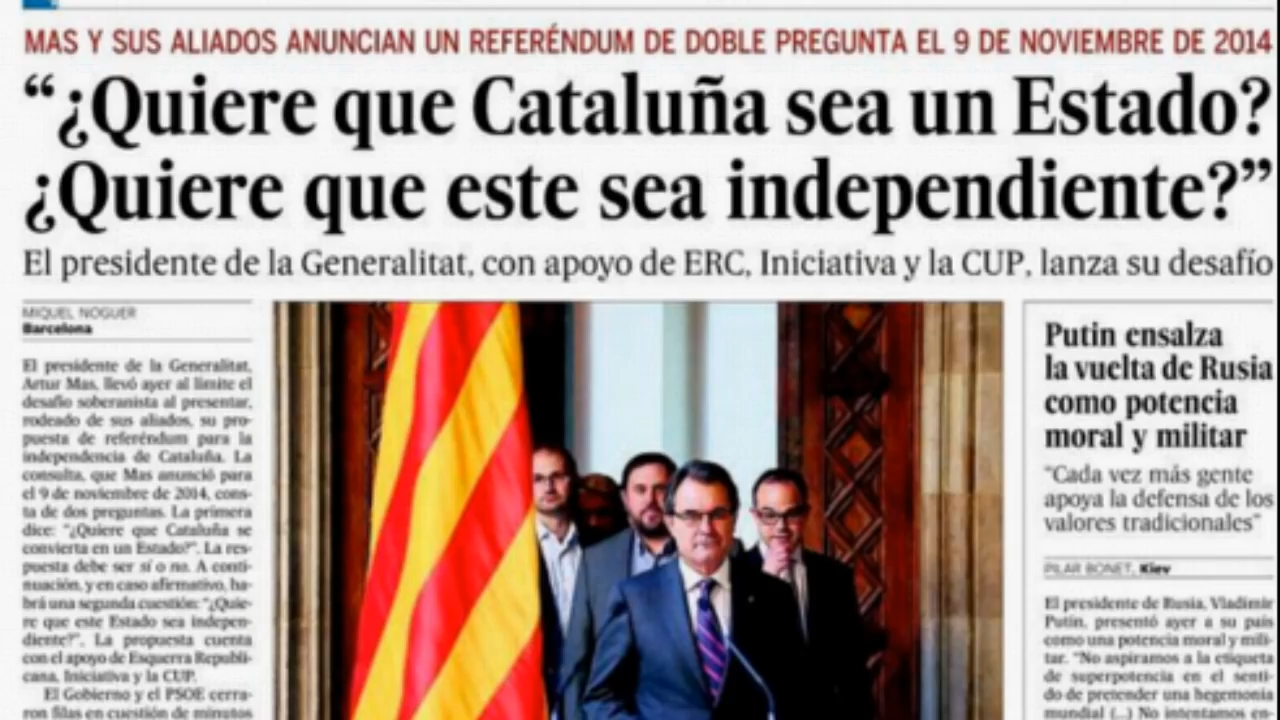 MAS Y SUS ALIADOS ANUNCIAN UN REFERÉNDUM DE DOBLE PREGUNTA EL 9 DE NOVIEMBRE DE 2014
“¿Quiere que Cataluña sea un Estado?
¿Quiere que este sea independiente?”
El presidente de la Generalitat, con apoyo de ERC, Iniciativa y la CUP, lanza su desafío
MIQUEL NOGUER
Barcelona
El presidente de la Generalitat,
Artur Mas, llevó ayer al límite el
desafío soberanista al presentar,
rodeado de sus aliados, su pro-
puesta de referéndum para la
independencia de Cataluña. La
consulta, que Mas anunció para
el 9 de noviembre de 2014, cons-
ta de dos preguntas. La primera
dice: “¿Quiere que Cataluña se
convierta en un Estado?”. La res-
puesta debe ser sí o no. A conti-
nuación, y en caso afirmativo, ha-
brá una segunda cuestión: “¿Quie-
re que este Estado sea indepen-
diente?”. La propuesta cuenta
con el apoyo de Esquerra Republi-
cana, Iniciativa y la CUP.
El Gobierno y el PSOE cerra-
ron filas en cuestión de minutos
Putin ensalza
la vuelta de Rusia
como potencia
moral y militar
“Cada vez más gente
apoya la defensa de los
valores tradicionales”
PILAR BONET, Kiev
El presidente de Rusia, Vladímir
Putin, presentó ayer a su país
como una potencia moral y mili-
tar. “No aspiramos a la etiqueta
de superpotencia en el senti-
do de pretender una hegemonía
mundial (...) No intentamos en-